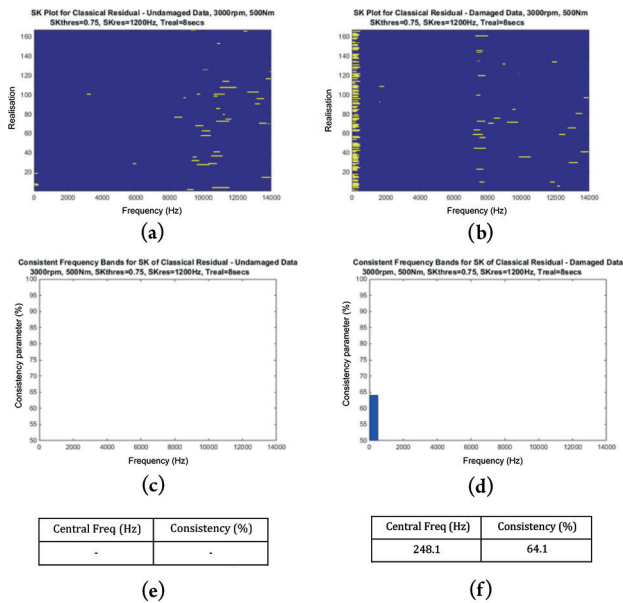 SK Plot for Classical Residual - Undamaged Data, 3000rpm, 500Nm
SKthres=0.75, SKres=1200Hz, Treal=8secs
Realisation
160
140
120
100
80
60
40
20
0 2000 4000 6000 8000 10000 12000 14000
Frequency (Hz)
(a)
SK Plot for Classical Residual - Damaged Data, 3000rpm, 500Nm
SKthres=0.75, SKres=1200Hz, Treal=8secs
Realisation
160
140
120
100
80
60
40
20
0 2000 4000 6000 8000 10000 12000 14000
Frequency (Hz)
(b)
Consistent Frequency Bands for SK of Classical Residual - Undamaged Data
3000rpm, 500Nm, SKthres=0.75, SKres=1200Hz, Treal=8secs
Consistency parameter (%)
100
95
90
85
80
75
70
65
60
55
50
0 2000 4000 6000 8000 10000 12000 14000
Frequency (Hz)
(c)
Consistent Frequency Bands for SK of Classical Residual - Damaged Data
3000rpm, 500Nm, SKthres=0.75, SKres=1200Hz, Treal=8secs
Consistency parameter (%)
100
95
90
85
80
75
70
65
60
55
50
0 2000 4000 6000 8000 10000 12000 14000
Frequency (Hz)
(d)
Central Freq (Hz) Consistency (%)
- -
(e)
Central Freq (Hz) Consistency (%)
248.1 64.1
(f)